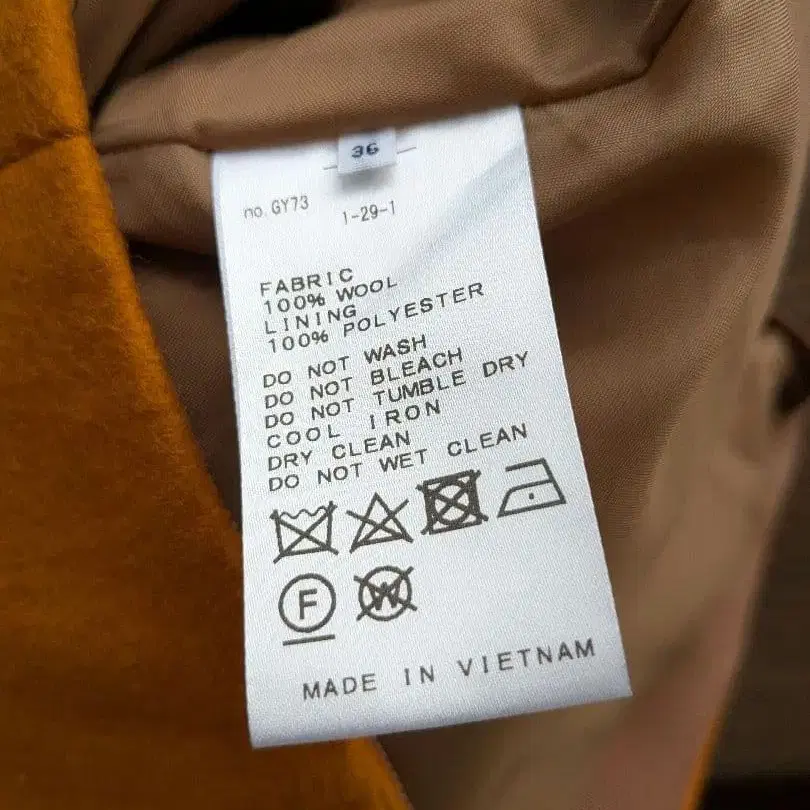 36
no.GY73
1-29-1
FABRIC
100% WOOL
LINING
100% POLYESTER
DO NOT WASH
DO NOT BLEACH
DO NOT TUMBLE DRY
COOL IRON
DRY CLEAN
DO NOT WET CLEAN
F W
MADE IN VIETNAM